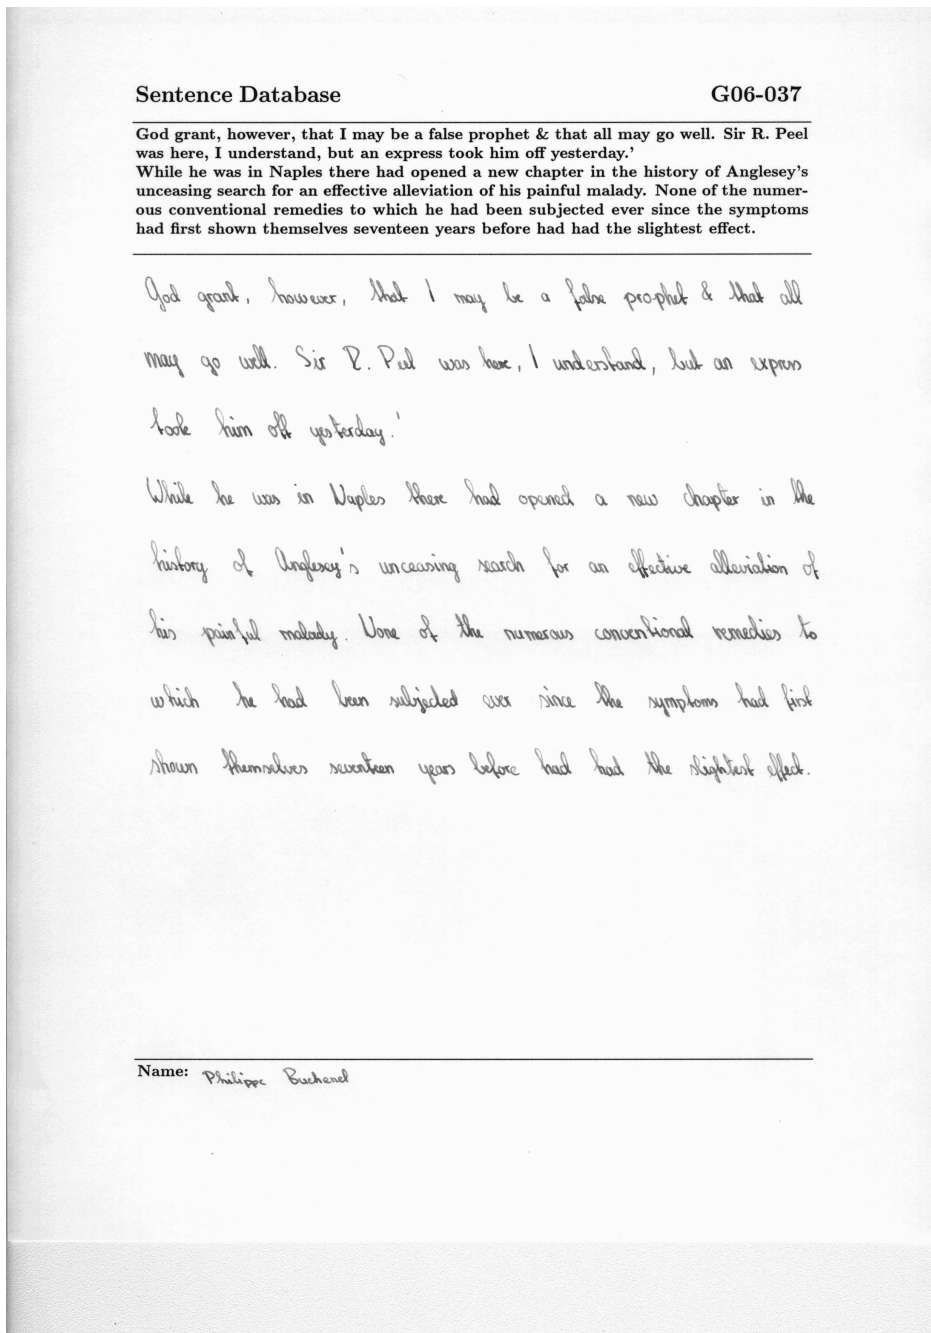 Sentence Database G06-037
God grant, however, that I may be a false prophet & that all may go well. Sir R. Peel
was here, I understand, but an express took him off yesterday.'
While he was in Naples there had opened a new chapter in the history of Anglesey's
unceasing search for an effective alleviation of his painful malady. None of the numer-
ous conventional remedies to which he had been subjected ever since the symptoms
had first shown themselves seventeen years before had had the slightest effect.
God grant, however, that I may be a false prophet & that all
may go well. Sir R. Peel was here, I understand, but an express
took him off yesterday.'
While he was in Naples there had opened a new chapter in the
history of Anglesey's unceasing search for an effective alleviation of
his painful malady. None of the numerous conventional remedies to
which he had been subjected ever since the symptoms had first
shown themselves seventeen years before had had the slightest effect.
Name: Philippe Buchenel